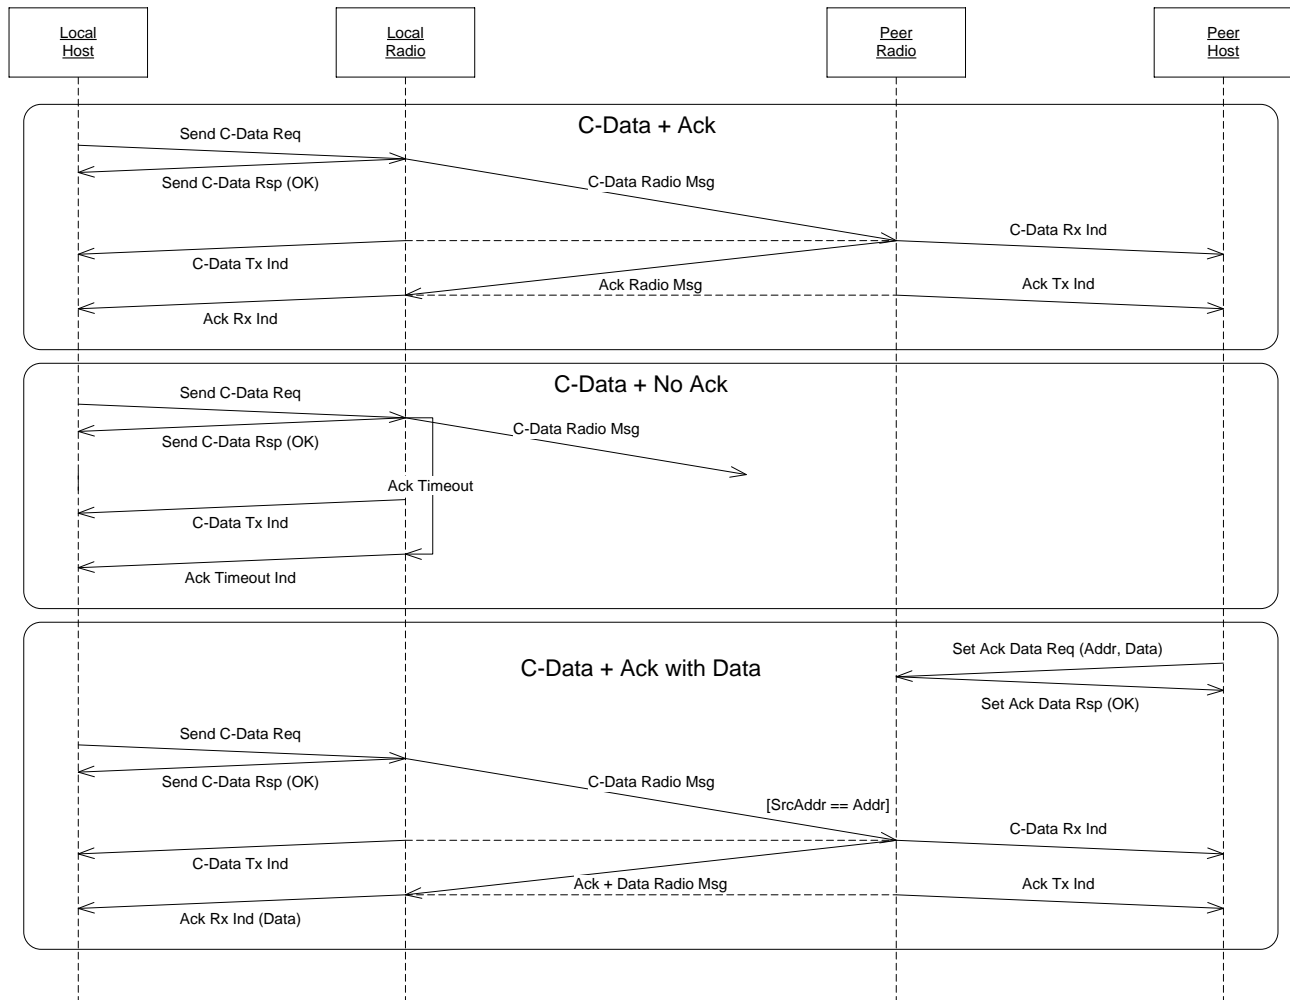 Local
Host
Local
Radio
Peer
Radio
Peer
Host
C-Data + Ack
Send C-Data Req
Send C-Data Rsp (OK)
C-Data Radio Msg
C-Data Rx Ind
C-Data Tx Ind
Ack Radio Msg
Ack Tx Ind
Ack Rx Ind
C-Data + No Ack
Send C-Data Req
C-Data Radio Msg
Send C-Data Rsp (OK)
Ack Timeout
C-Data Tx Ind
Ack Timeout Ind
Set Ack Data Req (Addr, Data)
C-Data + Ack with Data
Set Ack Data Rsp (OK)
Send C-Data Req
Send C-Data Rsp (OK)
C-Data Radio Msg
[SrcAddr == Addr]
C-Data Rx Ind
C-Data Tx Ind
Ack + Data Radio Msg
Ack Tx Ind
Ack Rx Ind (Data)